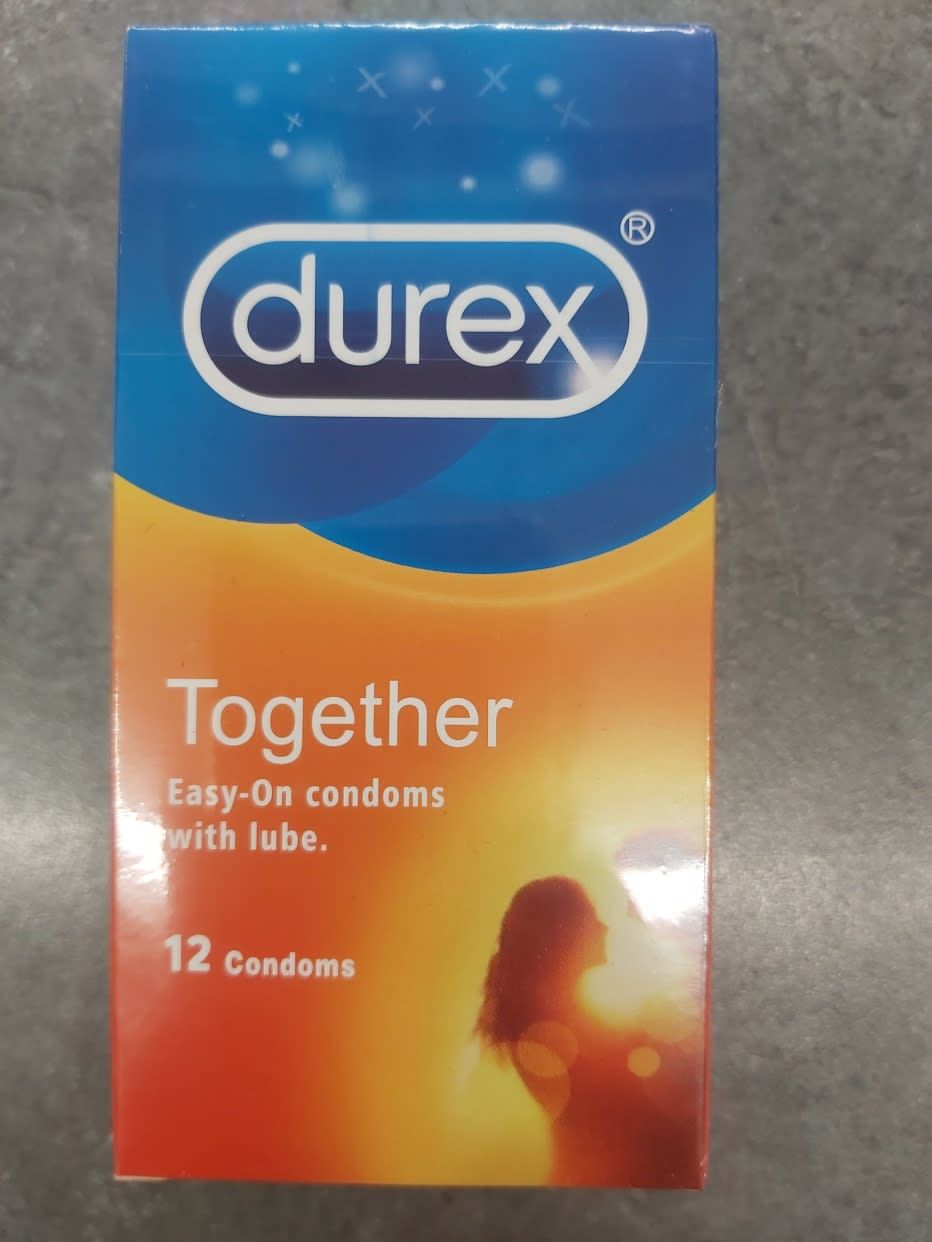 durex®
Together
Easy-On condoms
with lube.
12 Condoms